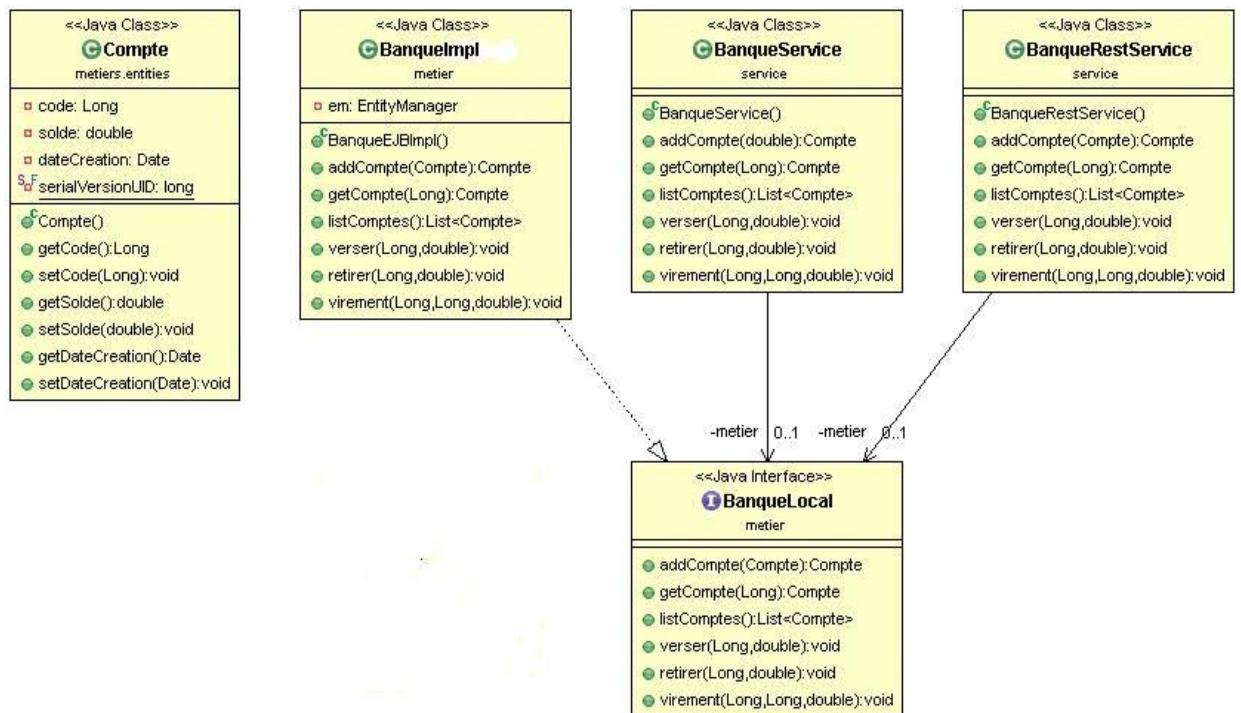 <<Java Class>>
Compte
metiers.entities
code: Long
solde: double
dateCreation: Date
serialVersionUID: long
Compte()
getCode():Long
setCode(Long):void
getSolde():double
setSolde(double):void
getDateCreation():Date
setDateCreation(Date):void
<<Java Class>>
BanqueImpl
metier
em: EntityManager
BanqueEJBImpl()
addCompte(Compte):Compte
getCompte(Long):Compte
listComptes():List<Compte>
verser(Long,double):void
retirer(Long,double):void
virement(Long,Long,double):void
<<Java Class>>
BanqueService
service
BanqueService()
addCompte(double):Compte
getCompte(Long):Compte
listComptes():List<Compte>
verser(Long,double):void
retirer(Long,double):void
virement(Long,Long,double):void
<<Java Class>>
BanqueRestService
service
BanqueRestService()
addCompte(Compte):Compte
getCompte(Long):Compte
listComptes():List<Compte>
verser(Long,double):void
retirer(Long,double):void
virement(Long,Long,double):void
-metier 0..1
-metier 0..1
<<Java Interface>>
BanqueLocal
metier
addCompte(Compte):Compte
getCompte(Long):Compte
listComptes():List<Compte>
verser(Long,double):void
retirer(Long,double):void
virement(Long,Long,double):void